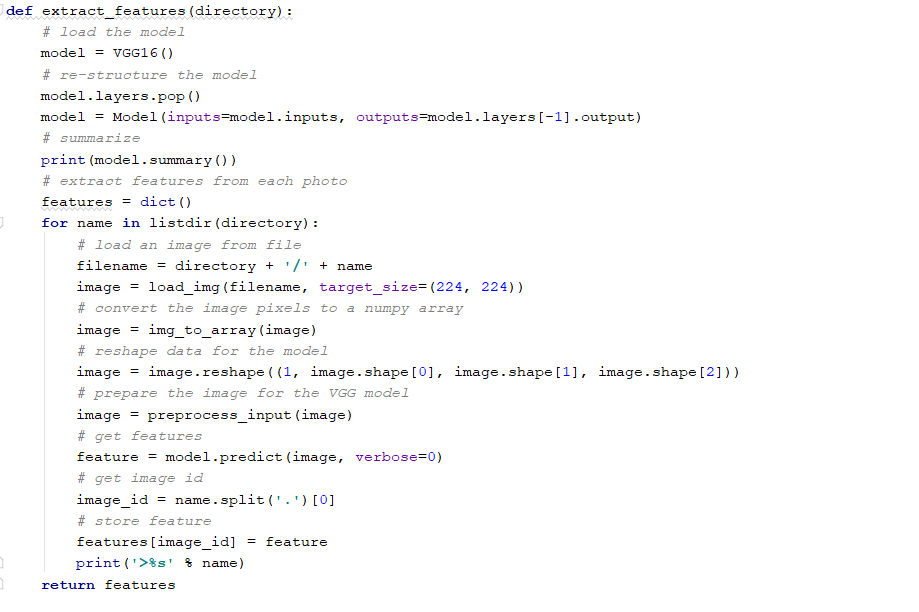 def extract_features(directory):
    # load the model
    model = VGG16()
    # re-structure the model
    model.layers.pop()
    model = Model(inputs=model.inputs, outputs=model.layers[-1].output)
    # summarize
    print(model.summary())
    # extract features from each photo
    features = dict()
    for name in listdir(directory):
        # load an image from file
        filename = directory + '/' + name
        image = load_img(filename, target_size=(224, 224))
        # convert the image pixels to a numpy array
        image = img_to_array(image)
        # reshape data for the model
        image = image.reshape((1, image.shape[0], image.shape[1], image.shape[2]))
        # prepare the image for the VGG model
        image = preprocess_input(image)
        # get features
        feature = model.predict(image, verbose=0)
        # get image id
        image_id = name.split('.')[0]
        # store feature
        features[image_id] = feature
        print('>%s' % name)
    return features